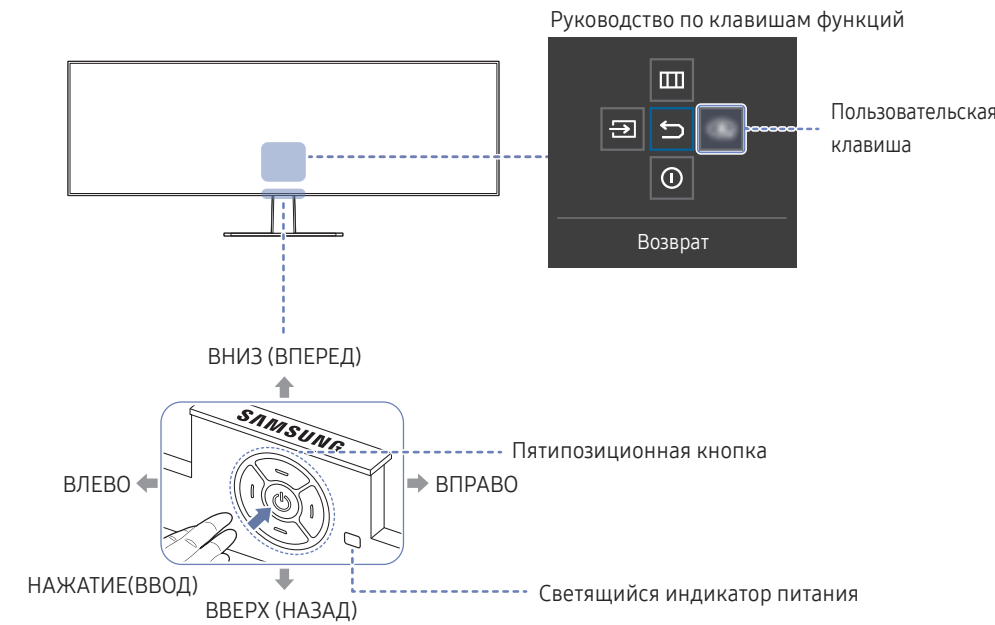 Руководство по клавишам функций
Пользовательская
клавиша
Возврат
ВНИЗ (ВПЕРЕД)
SAMSUNG
Пятипозиционная кнопка
ВЛЕВО
ВПРАВО
НАЖАТИЕ(ВВОД)
Светящийся индикатор питания
ВВЕРХ (НАЗАД)